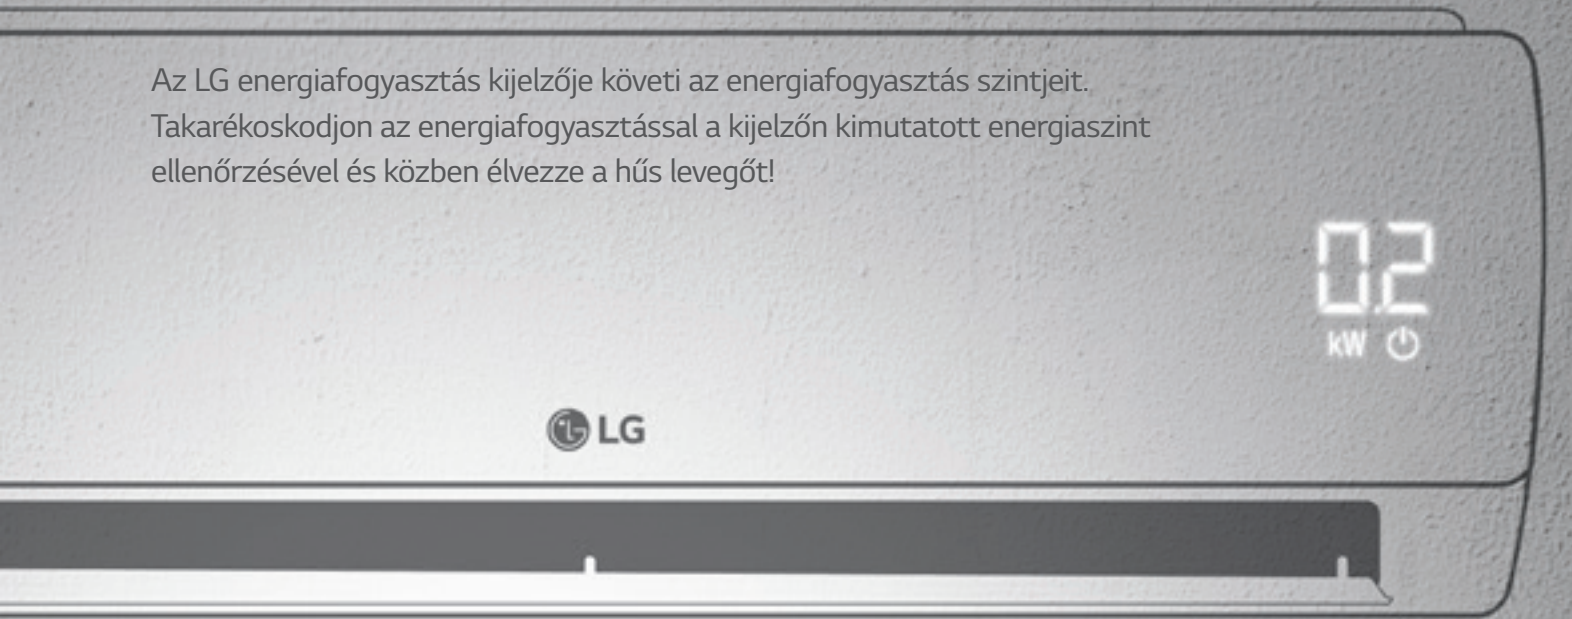 Az LG energiafogyasztás kijelzője követi az energiafogyasztás szintjeit.
Takarékoskodjon az energiafogyasztással a kijelzőn kimutatott energiaszint
ellenőrzésével és közben élvezze a hűs levegőt!
0.2
kW
LG